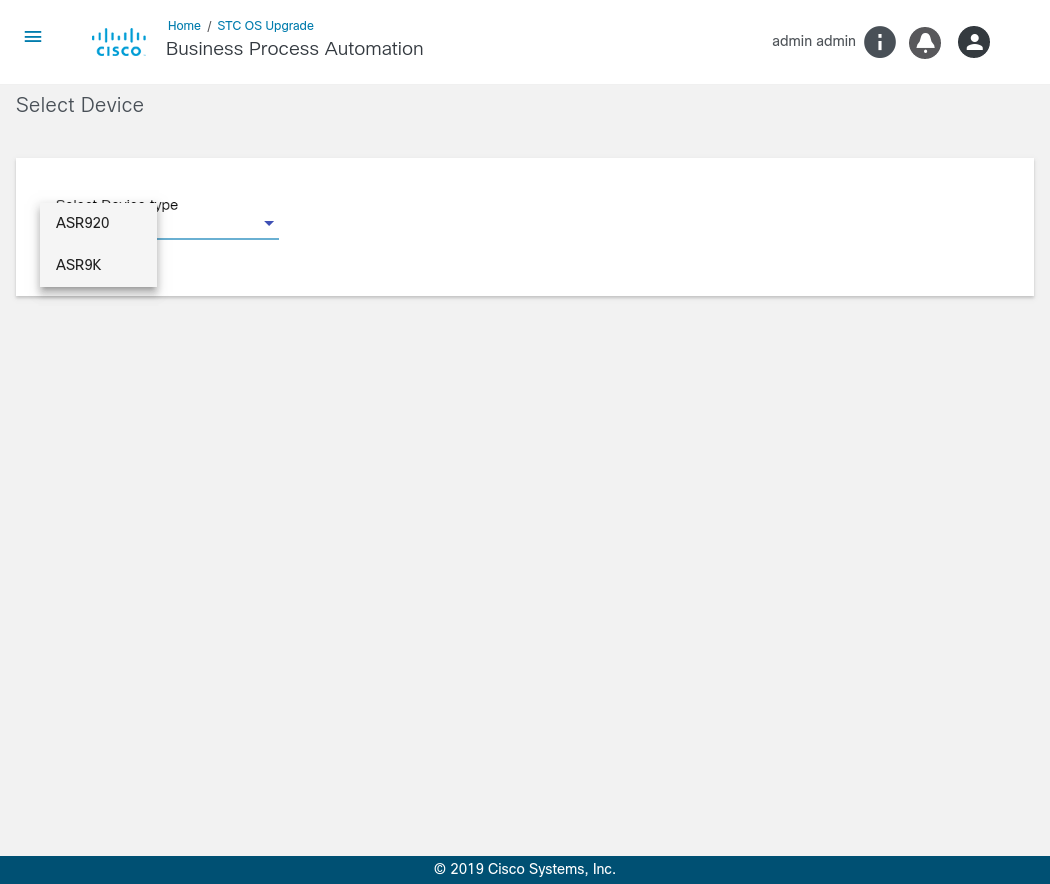 Home / STC OS Upgrade
cisco
Business Process Automation
admin admin
Select Device
Select Device type
ASR920
ASR9K
© 2019 Cisco Systems, Inc.